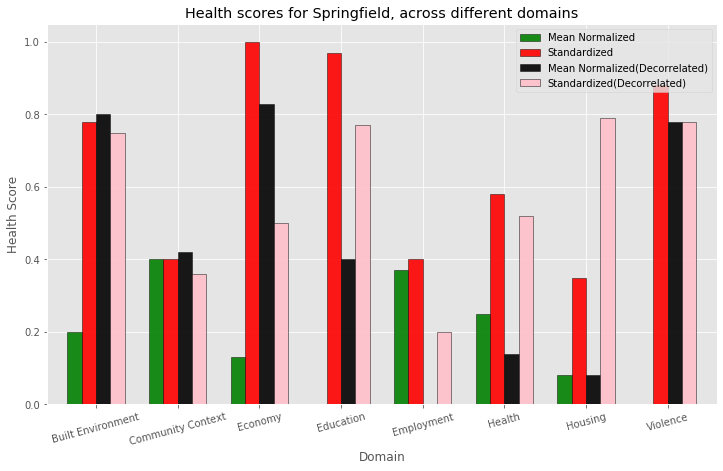 Health scores for Springfield, across different domains
Mean Normalized
Standardized
Mean Normalized(Decorrelated)
Standardized(Decorrelated)
Health Score
1.0
0.8
0.6
0.4
0.2
0.0
Built Environment
Community Context
Economy
Education
Employment
Health
Housing
Violence
Domain